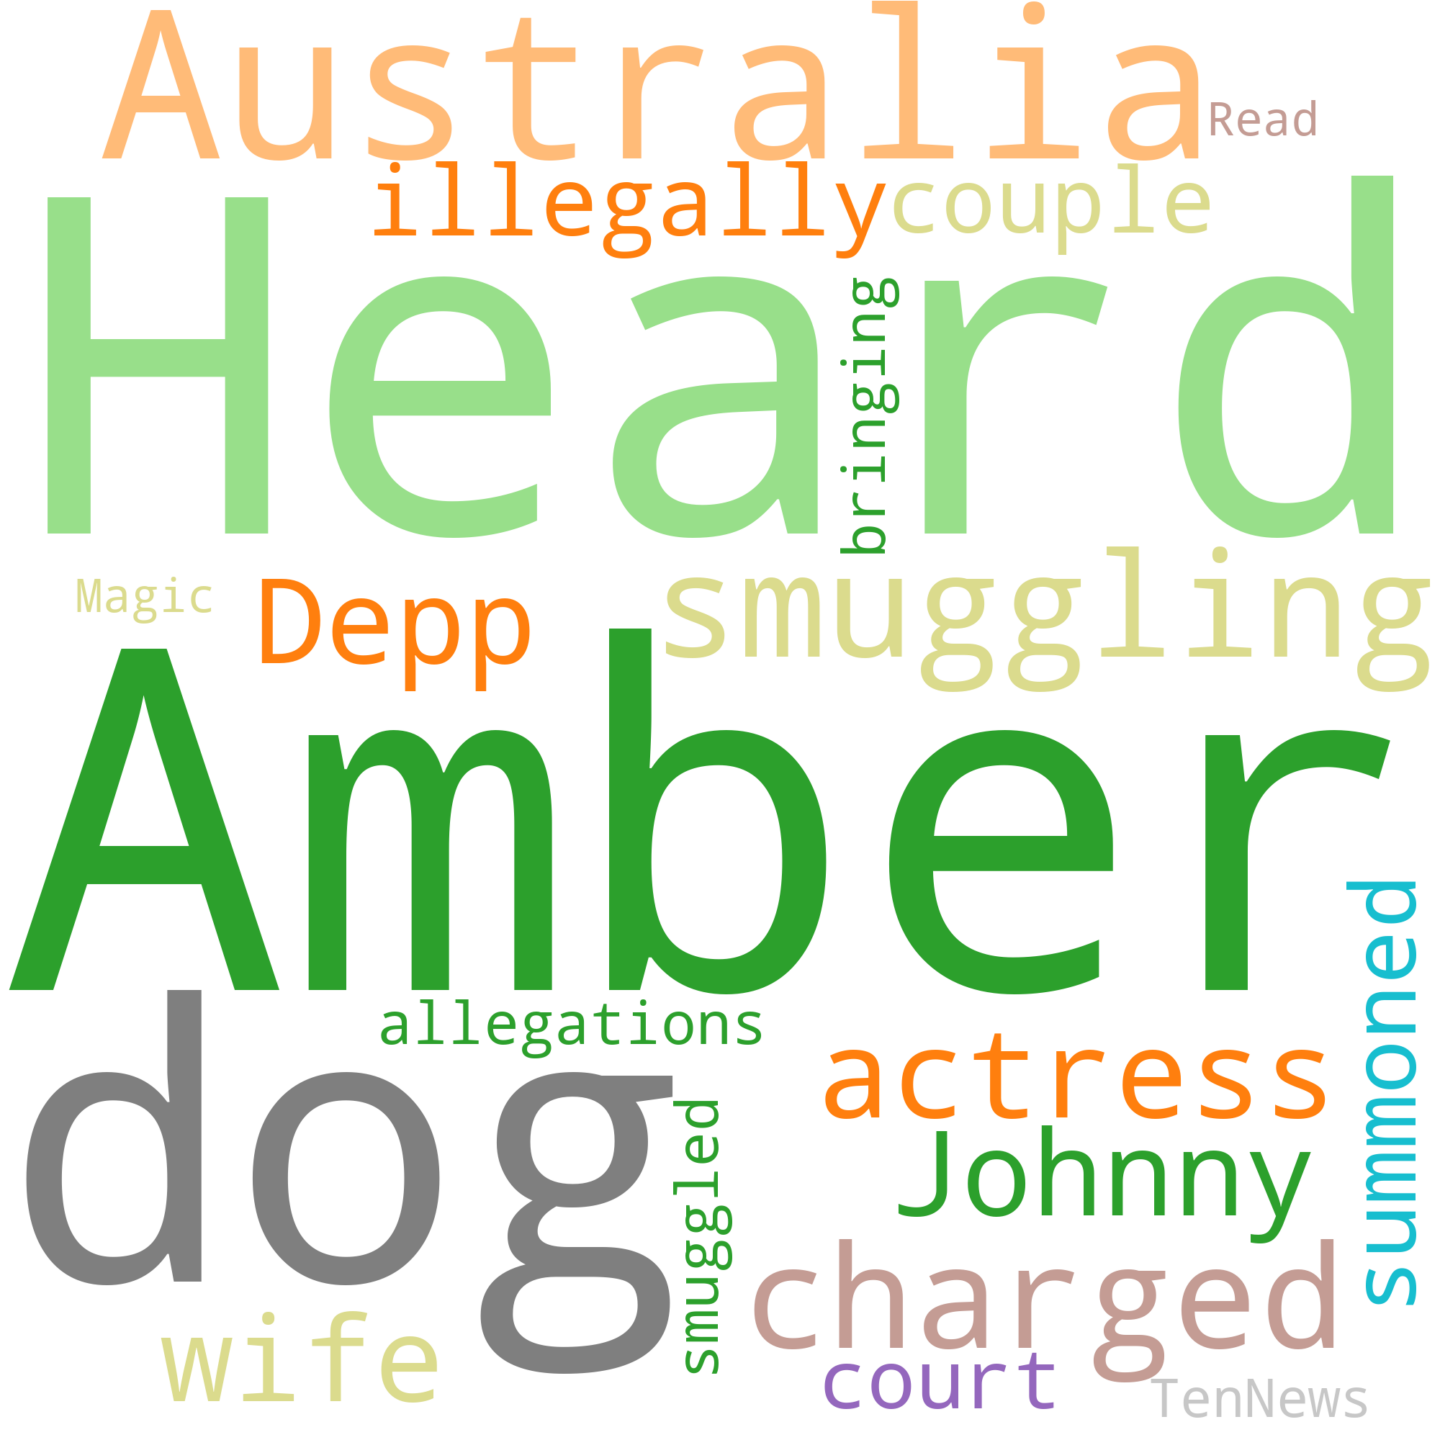 Australia
Read
illegally couple
Heard
bringing
Magic Depp smuggling
Amber
summoned
dog
allegations
actress
Johnny
smuggled
charged
wife
court
TenNews